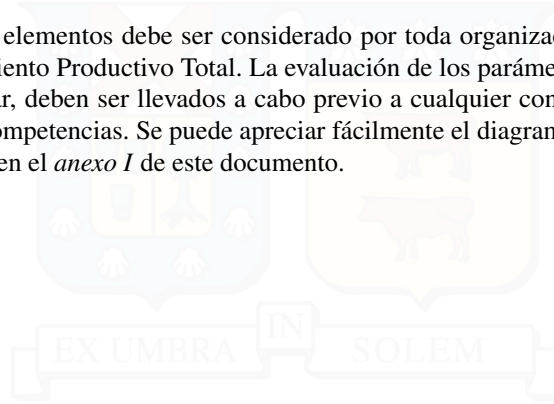 elementos debe ser considerado por toda organizac
iento Productivo Total. La evaluación de los paráme
ar, deben ser llevados a cabo previo a cualquier con
ompetencias. Se puede apreciar fácilmente el diagram
en el anexo I de este documento.
IN
EX UMBRA SOLEM